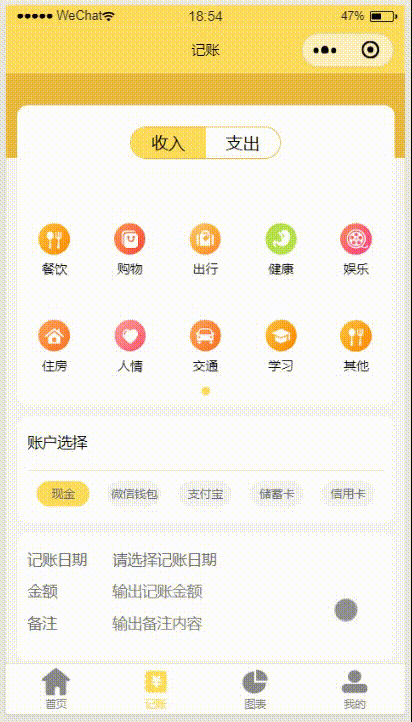 WeChat 18:54 47%
记账
收入 支出
餐饮 购物 出行 健康 娱乐
住房 人情 交通 学习 其他
账户选择
现金 微信钱包 支付宝 储蓄卡 信用卡
记账日期 请选择记账日期
金额 输出记账金额
备注 输出备注内容
首页 记账 图表 我的